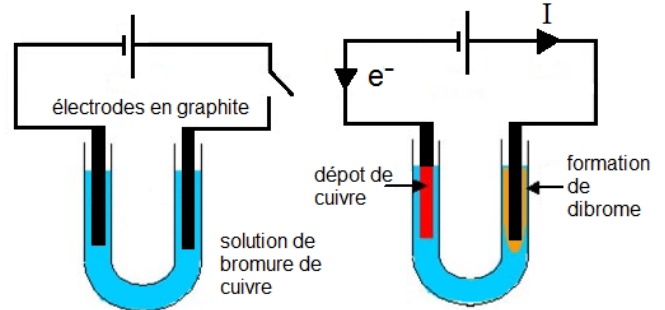 électrodes en graphite
solution de
bromure de
cuivre
I
e⁻
dépot de
cuivre
formation
de
dibrome